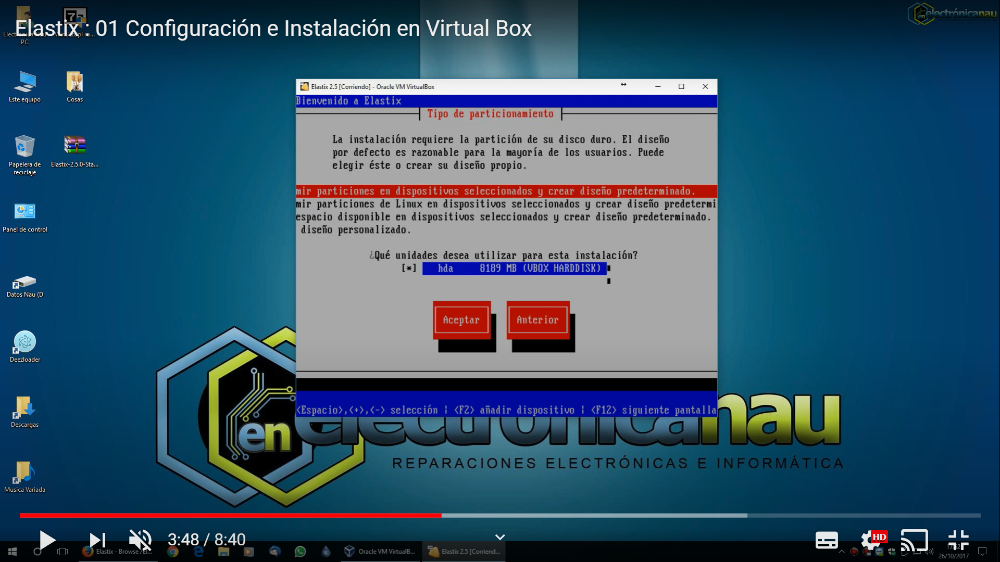 Elastix : 01 Configuración e Instalación en Virtual Box
electrónicanau
en
PC
Este equipo
Cosas
Papelera de
reciclaje
Elastix-2.5.0-Sta...
Panel de control
Datos Nau (D
Deezloader
Descargas
Musica Variada
Elastix 2.5 [Corriendo] - Oracle VM VirtualBox
Bienvenido a Elastix
Tipo de particionamiento
La instalación requiere la partición de su disco duro. El diseño
por defecto es razonable para la mayoría de los usuarios. Puede
elegir éste o crear su diseño propio.
mir particiones en dispositivos seleccionados y crear diseño predeterminado.
mir particiones de Linux en dispositivos seleccionados y crear diseño predetermi
espacio disponible en dispositivos seleccionados y crear diseño predeterminado.
diseño personalizado.
¿Qué unidades desea utilizar para esta instalación?
[*] hda 8189 MB (VBOX HARDDISK)
Aceptar Anterior
<Espacio>,<+>,<-> selección | <F2> añadir dispositivo | <F12> siguiente pantalla
en electrónicanau
REPARACIONES ELECTRÓNICAS E INFORMÁTICA
3:48 / 8:40
HD
Elastix - Browse /El...
Oracle VM VirtualB...
Elastix 2.5 [Corriend...
26/10/2017